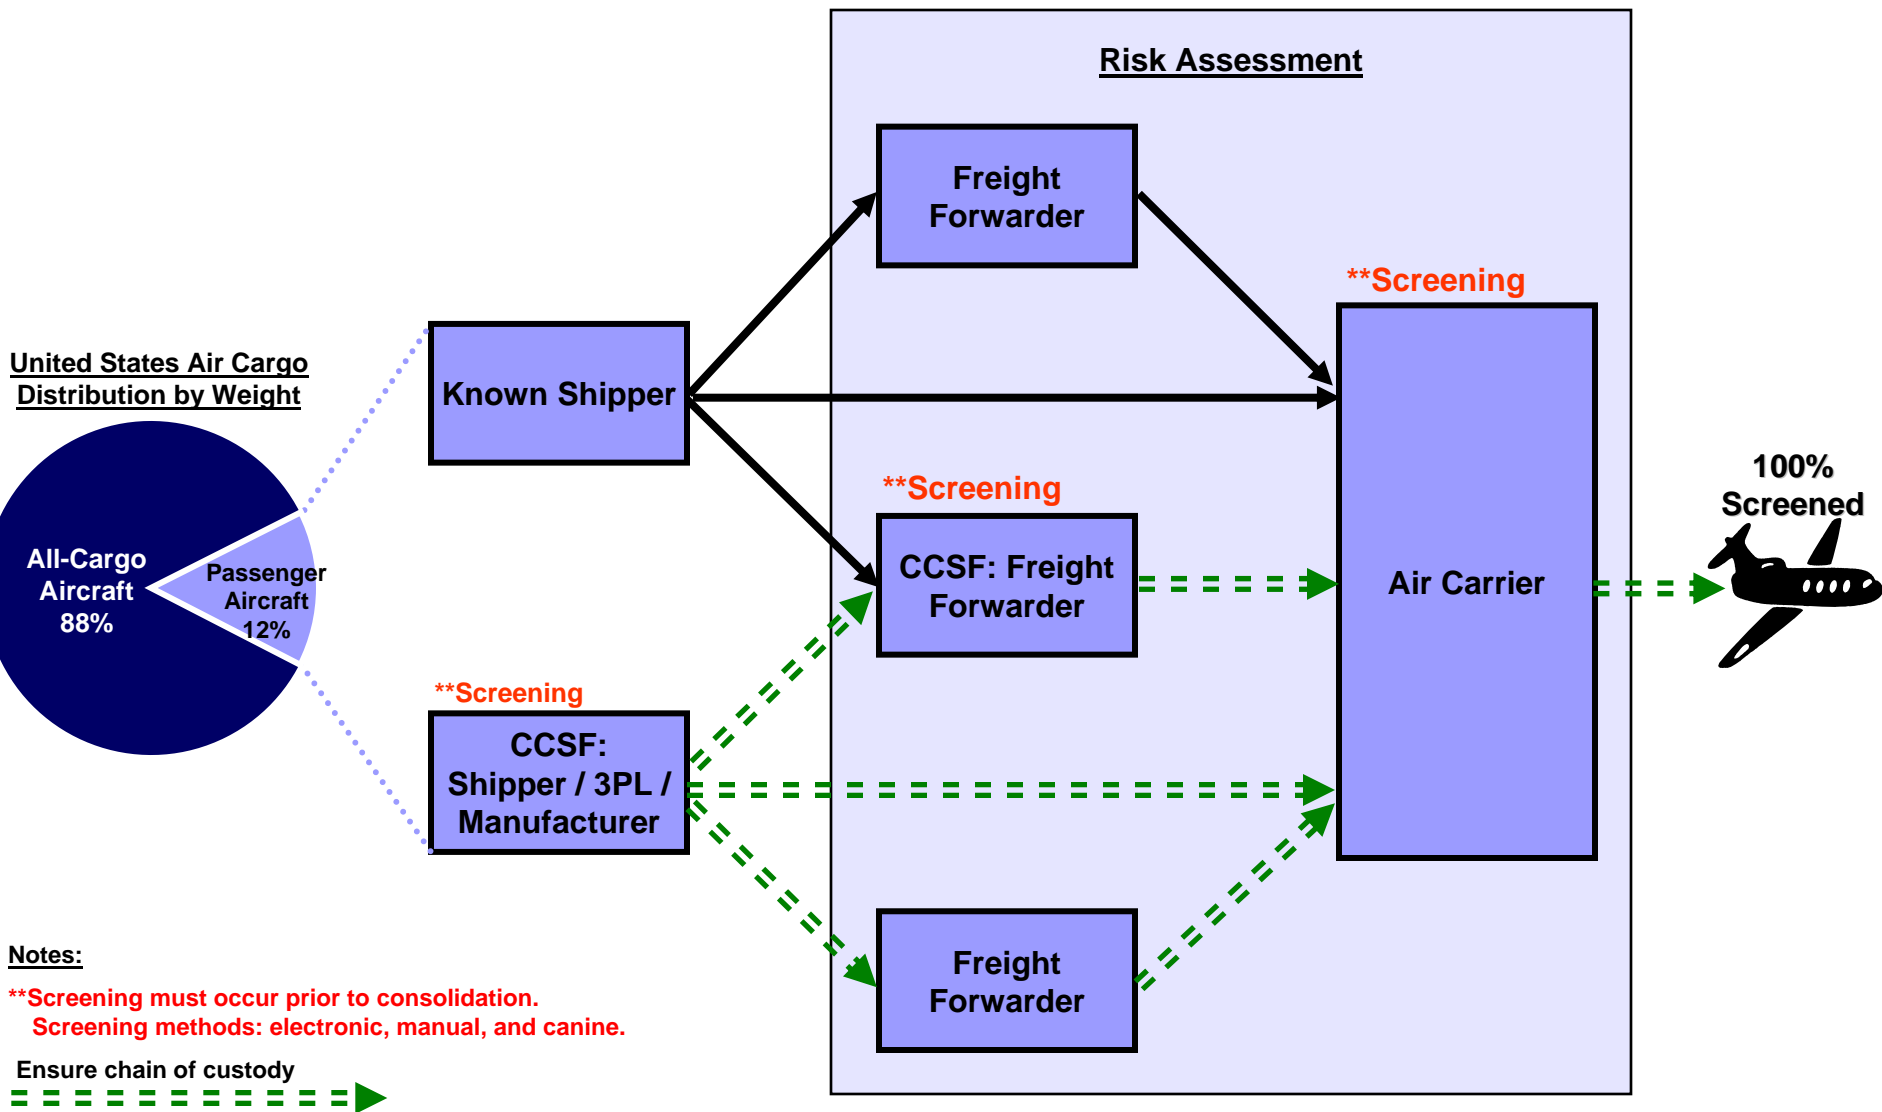 Risk Assessment
Freight
Forwarder
**Screening
United States Air Cargo
Distribution by Weight
Known Shipper
All-Cargo
Aircraft
88%
Passenger
Aircraft
12%
**Screening
CCSF: Freight
Forwarder
Air Carrier
100%
Screened
**Screening
CCSF:
Shipper / 3PL /
Manufacturer
Freight
Forwarder
Notes:
**Screening must occur prior to consolidation.
Screening methods: electronic, manual, and canine.
Ensure chain of custody